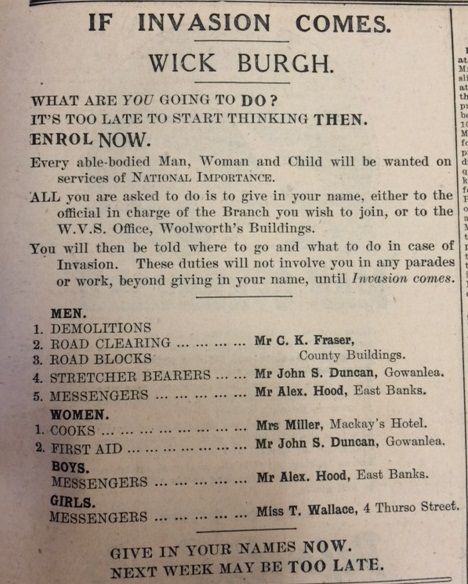 IF INVASION COMES.
WICK BURGH.
WHAT ARE YOU GOING TO DO?
IT'S TOO LATE TO START THINKING THEN.
ENROL NOW.
Every able-bodied Man, Woman and Child will be wanted on
services of NATIONAL IMPORTANCE.
ALL you are asked to do is to give in your name, either to the
official in charge of the Branch you wish to join, or to the
W.V.S. Office, Woolworth's Buildings.
You will then be told where to go and what to do in case of
Invasion. These duties will not involve you in any parades
or work, beyond giving in your name, until Invasion comes.
MEN.
1. DEMOLITIONS
2. ROAD CLEARING ... ... ... ... Mr C. K. Fraser,
3. ROAD BLOCKS County Buildings.
4. STRETCHER BEARERS ... ... Mr John S. Duncan, Gowanlea.
5. MESSENGERS ... ... ... ... Mr Alex. Hood, East Banks.
WOMEN.
1. COOKS ... ... ... ... ... ... ... Mrs Miller, Mackay's Hotel.
2. FIRST AID ... ... ... ... ... ... Mr John S. Duncan, Gowanlea.
BOYS.
MESSENGERS ... ... ... ... ... Mr Alex. Hood, East Banks.
GIRLS.
MESSENGERS ... ... ... ... ... Miss T. Wallace, 4 Thurso Street.
GIVE IN YOUR NAMES NOW.
NEXT WEEK MAY BE TOO LATE.